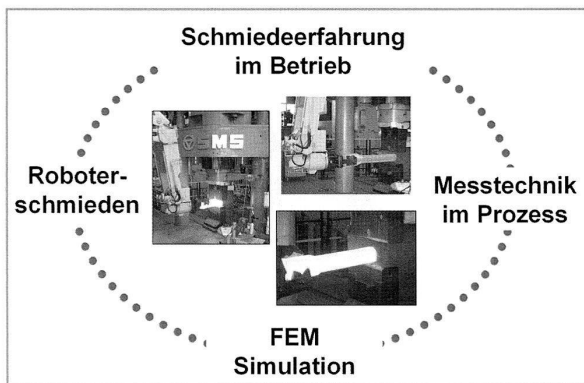 Schmiedeerfahrung
im Betrieb
SMS
Roboter-
schmieden
Messtechnik
im Prozess
FEM
Simulation